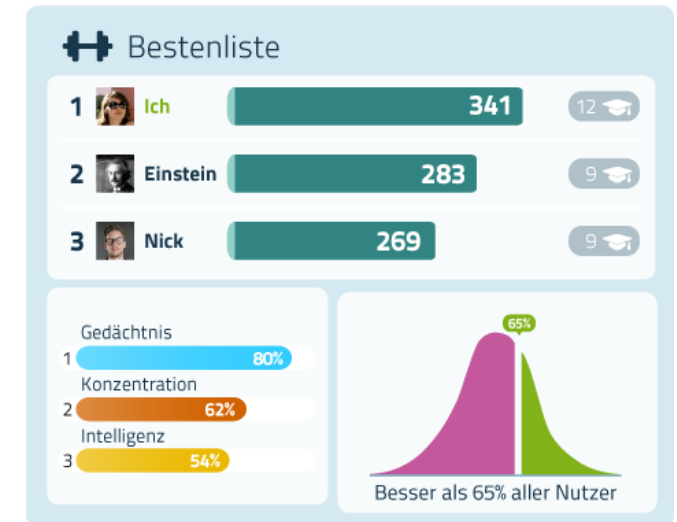 Bestenliste
1 Ich 341 12
2 Einstein 283 9
3 Nick 269 9
Gedächtnis
1 80%
Konzentration
2 62%
Intelligenz
3 54%
65%
Besser als 65% aller Nutzer